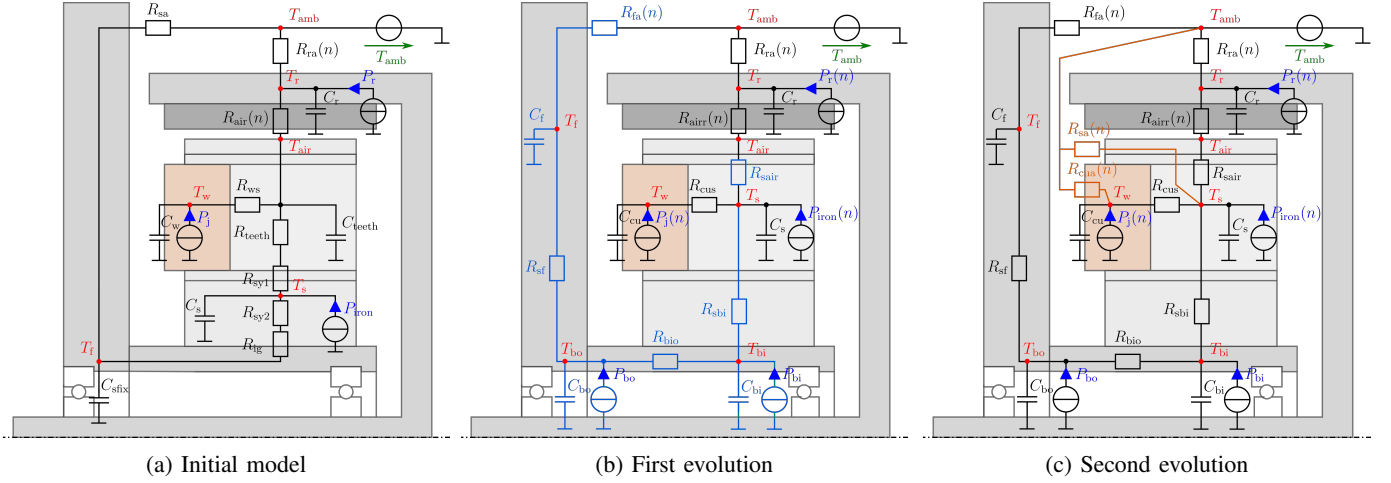 R_sa
T_amb
R_ra(n)
T_amb
T_r
P_r
C_r
R_air(n)
T_air
R_ws
T_w
C_w
P_j
R_teeth
C_teeth
R_sy1
T_s
C_s
R_sy2
P_iron
R_lg
T_f
C_sfix
(a) Initial model
R_fa(n)
T_amb
R_ra(n)
T_amb
T_r
P_r(n)
C_r
C_f
T_f
R_airr(n)
T_air
R_sair
T_w
R_cus
T_s
C_cu
P_j(n)
P_iron(n)
C_s
R_sf
R_sbi
R_bio
T_bo
T_bi
P_bo
C_bo
C_bi
P_bi
(b) First evolution
R_fa(n)
T_amb
R_ra(n)
T_amb
T_r
P_r(n)
C_r
C_f
T_f
R_airr(n)
R_sa(n)
T_air
R_cua(n)
R_sair
T_w
R_cus
T_s
C_cu
P_j(n)
P_iron(n)
C_s
R_sf
R_sbi
R_bio
T_bo
T_bi
P_bo
C_bo
C_bi
P_bi
(c) Second evolution